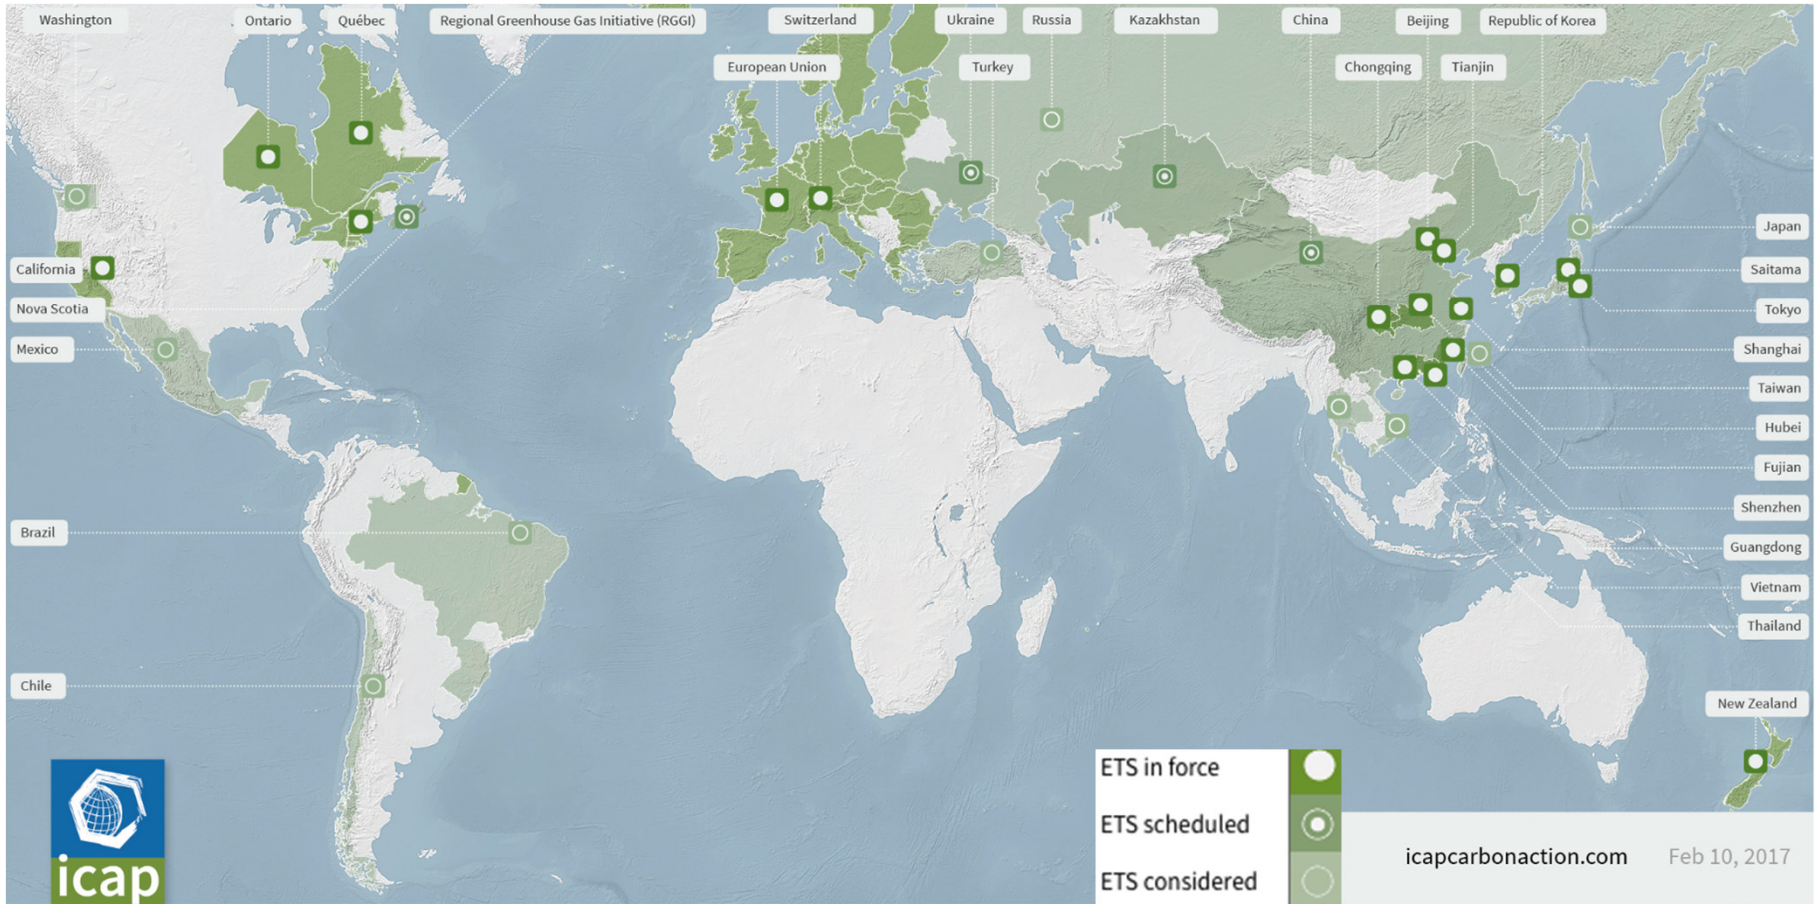 Washington
Ontario
Québec
Regional Greenhouse Gas Initiative (RGGI)
Switzerland
Ukraine
Russia
Kazakhstan
China
Beijing
Republic of Korea
European Union
Turkey
Chongqing
Tianjin
Japan
California
Saitama
Nova Scotia
Tokyo
Mexico
Shanghai
Taiwan
Hubei
Fujian
Shenzhen
Brazil
Guangdong
Vietnam
Thailand
Chile
New Zealand
ETS in force
ETS scheduled
ETS considered
icapcarbonaction.com Feb 10, 2017
icap